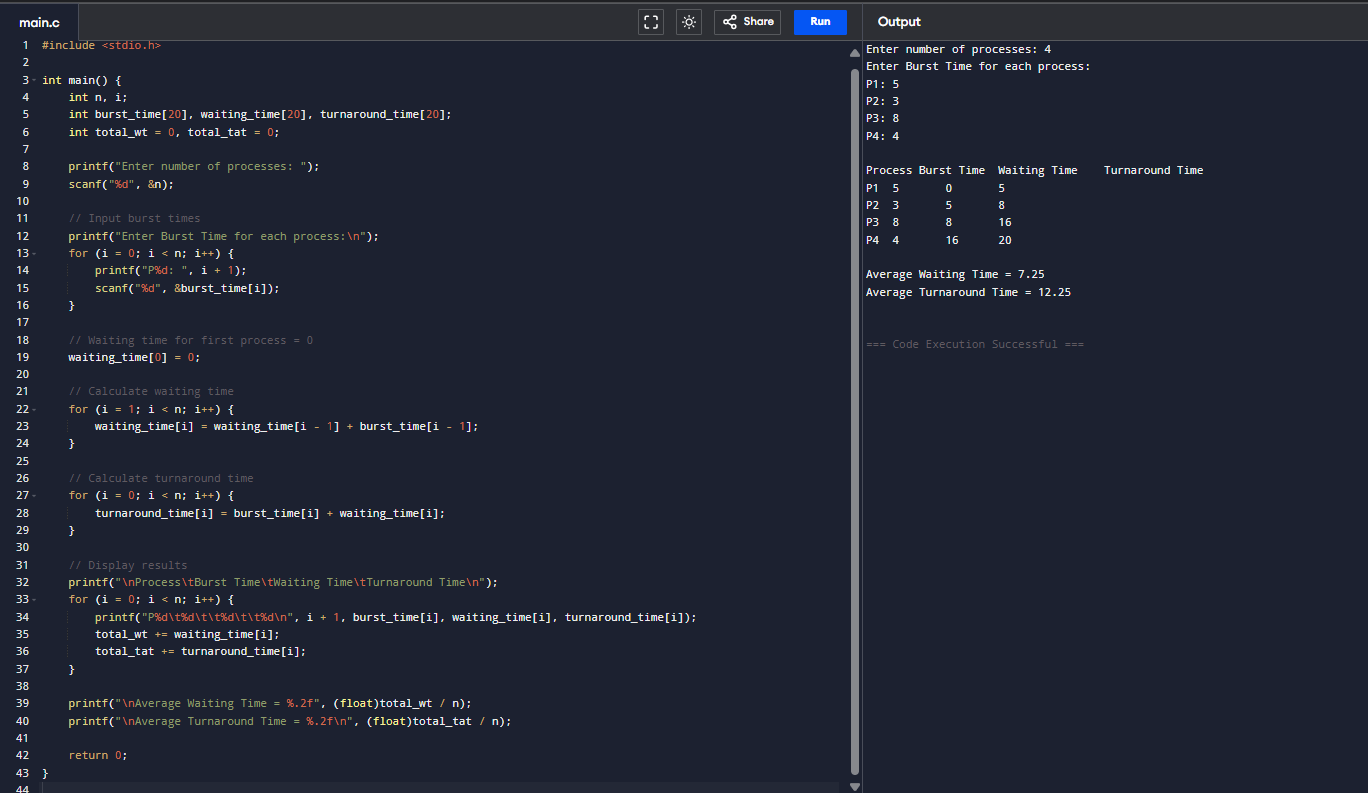 main.c
Share
Run
Output
1 #include <stdio.h>
2
3 int main() {
4     int n, i;
5     int burst_time[20], waiting_time[20], turnaround_time[20];
6     int total_wt = 0, total_tat = 0;
7
8     printf("Enter number of processes: ");
9     scanf("%d", &n);
10
11     // Input burst times
12     printf("Enter Burst Time for each process:\n");
13     for (i = 0; i < n; i++) {
14         printf("P%d: ", i + 1);
15         scanf("%d", &burst_time[i]);
16     }
17
18     // Waiting time for first process = 0
19     waiting_time[0] = 0;
20
21     // Calculate waiting time
22     for (i = 1; i < n; i++) {
23         waiting_time[i] = waiting_time[i - 1] + burst_time[i - 1];
24     }
25
26     // Calculate turnaround time
27     for (i = 0; i < n; i++) {
28         turnaround_time[i] = burst_time[i] + waiting_time[i];
29     }
30
31     // Display results
32     printf("\nProcess\tBurst Time\tWaiting Time\tTurnaround Time\n");
33     for (i = 0; i < n; i++) {
34         printf("P%d\t%d\t\t%d\t\t%d\n", i + 1, burst_time[i], waiting_time[i], turnaround_time[i]);
35         total_wt += waiting_time[i];
36         total_tat += turnaround_time[i];
37     }
38
39     printf("\nAverage Waiting Time = %.2f", (float)total_wt / n);
40     printf("\nAverage Turnaround Time = %.2f\n", (float)total_tat / n);
41
42     return 0;
43 }
44
Enter number of processes: 4
Enter Burst Time for each process:
P1: 5
P2: 3
P3: 8
P4: 4

Process Burst Time  Waiting Time    Turnaround Time
P1  5       0       5
P2  3       5       8
P3  8       8       16
P4  4       16      20

Average Waiting Time = 7.25
Average Turnaround Time = 12.25

=== Code Execution Successful ===